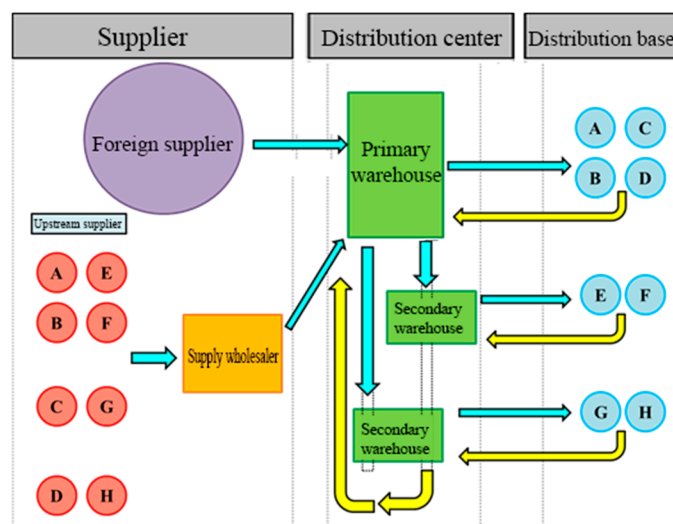 Supplier
Distribution center
Distribution base
Foreign supplier
Primary
warehouse
A C
B D
Upstream supplier
A E
B F
Supply wholesaler
Secondary
warehouse
E F
C G
Secondary
warehouse
G H
D H